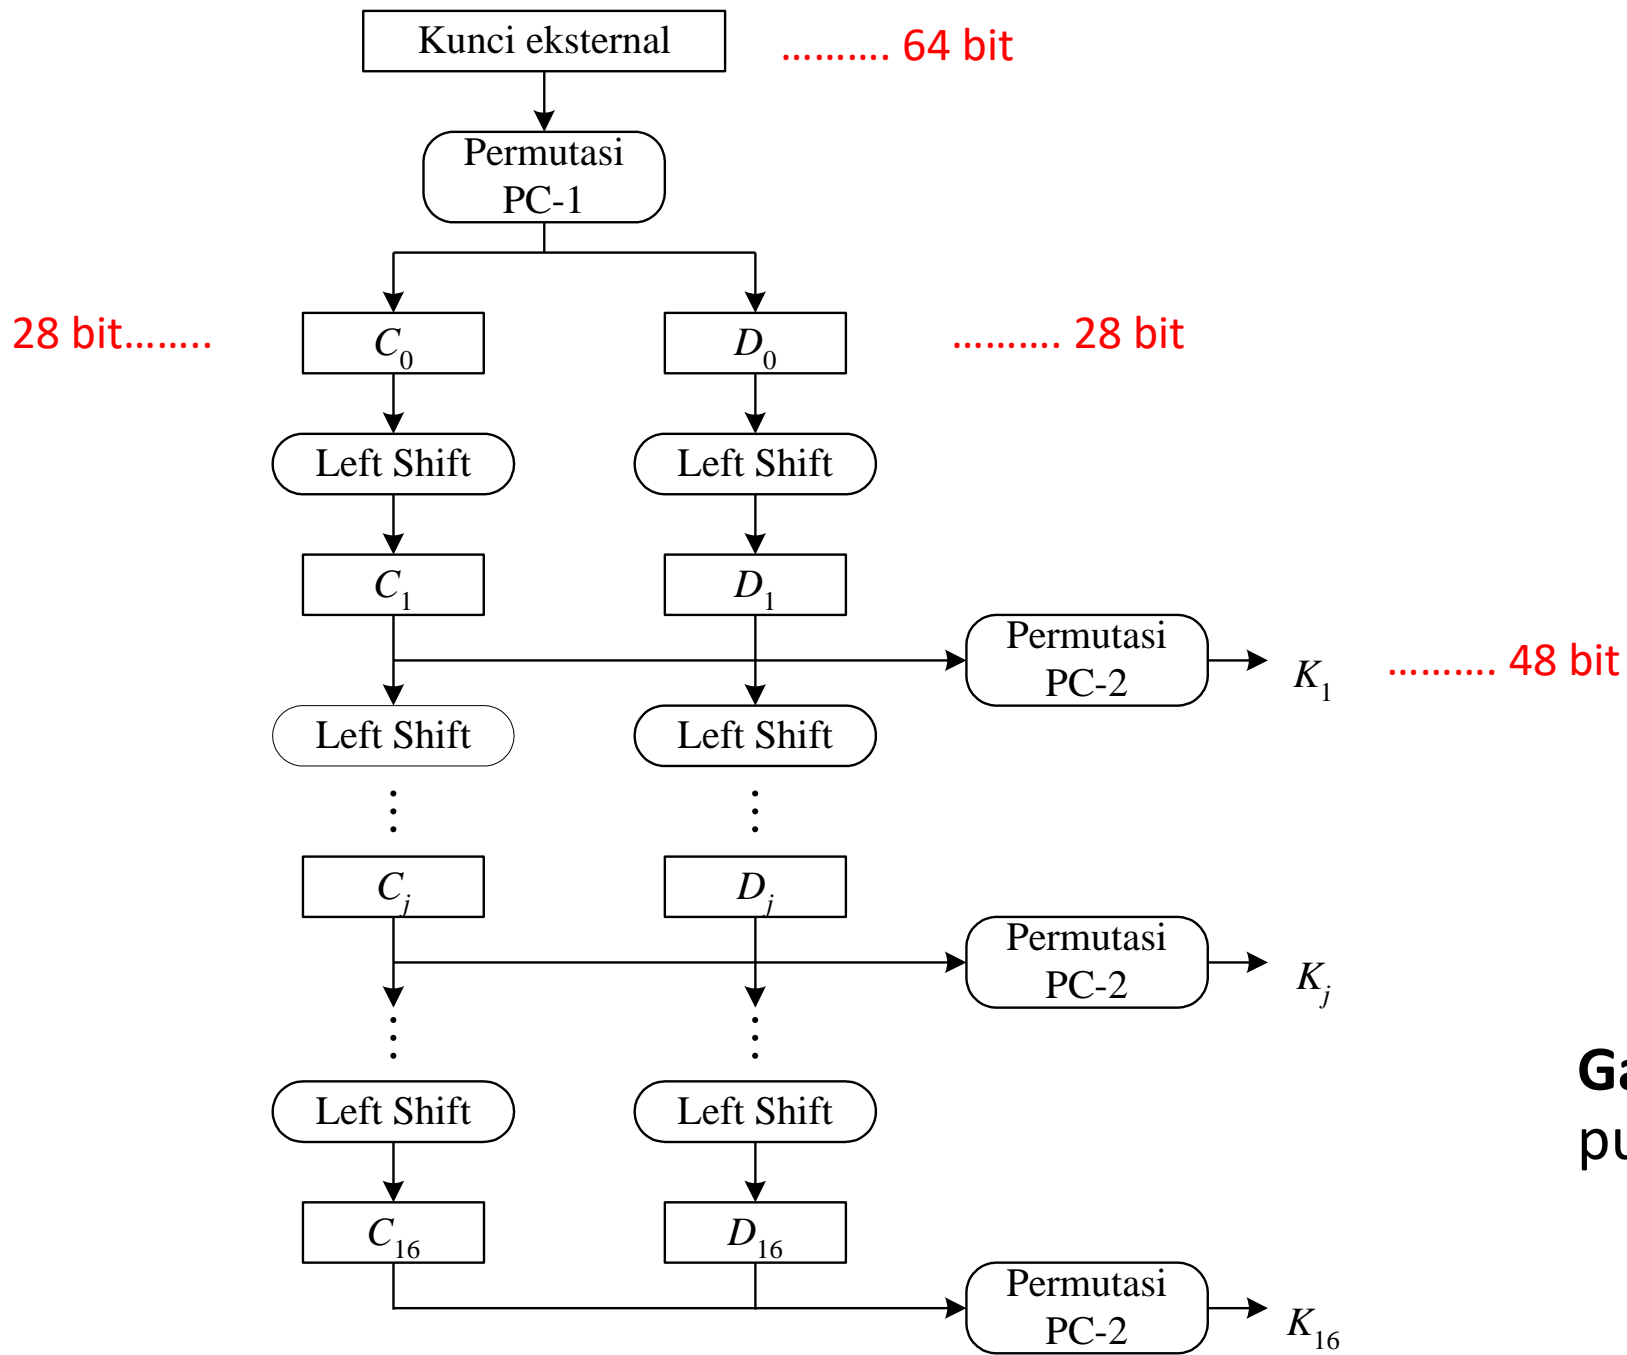 Kunci eksternal
………. 64 bit
Permutasi
PC-1
28 bit……..
C0
D0
………. 28 bit
Left Shift
Left Shift
C1
D1
Permutasi
PC-2
K1
………. 48 bit
Left Shift
Left Shift
Cj
Dj
Permutasi
PC-2
Kj
Ga
pu
Left Shift
Left Shift
C16
D16
Permutasi
PC-2
K16